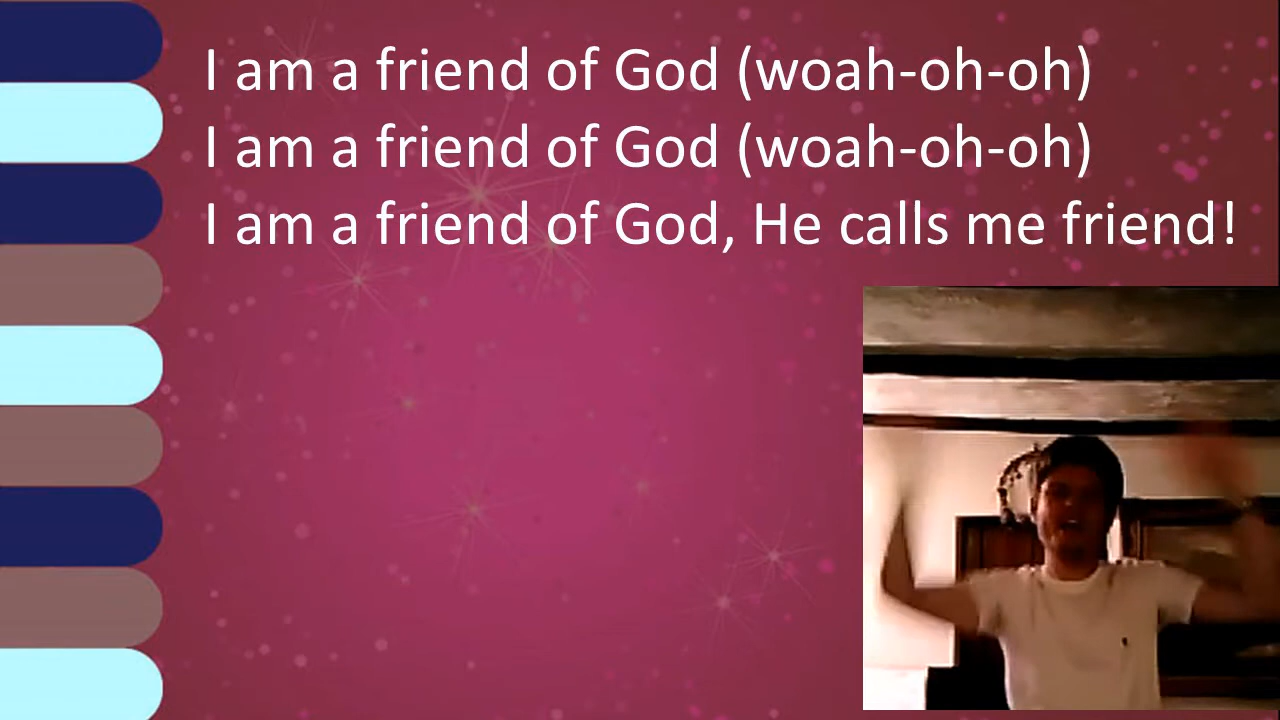 I am a friend of God (woah-oh-oh)
I am a friend of God (woah-oh-oh)
I am a friend of God, He calls me friend!